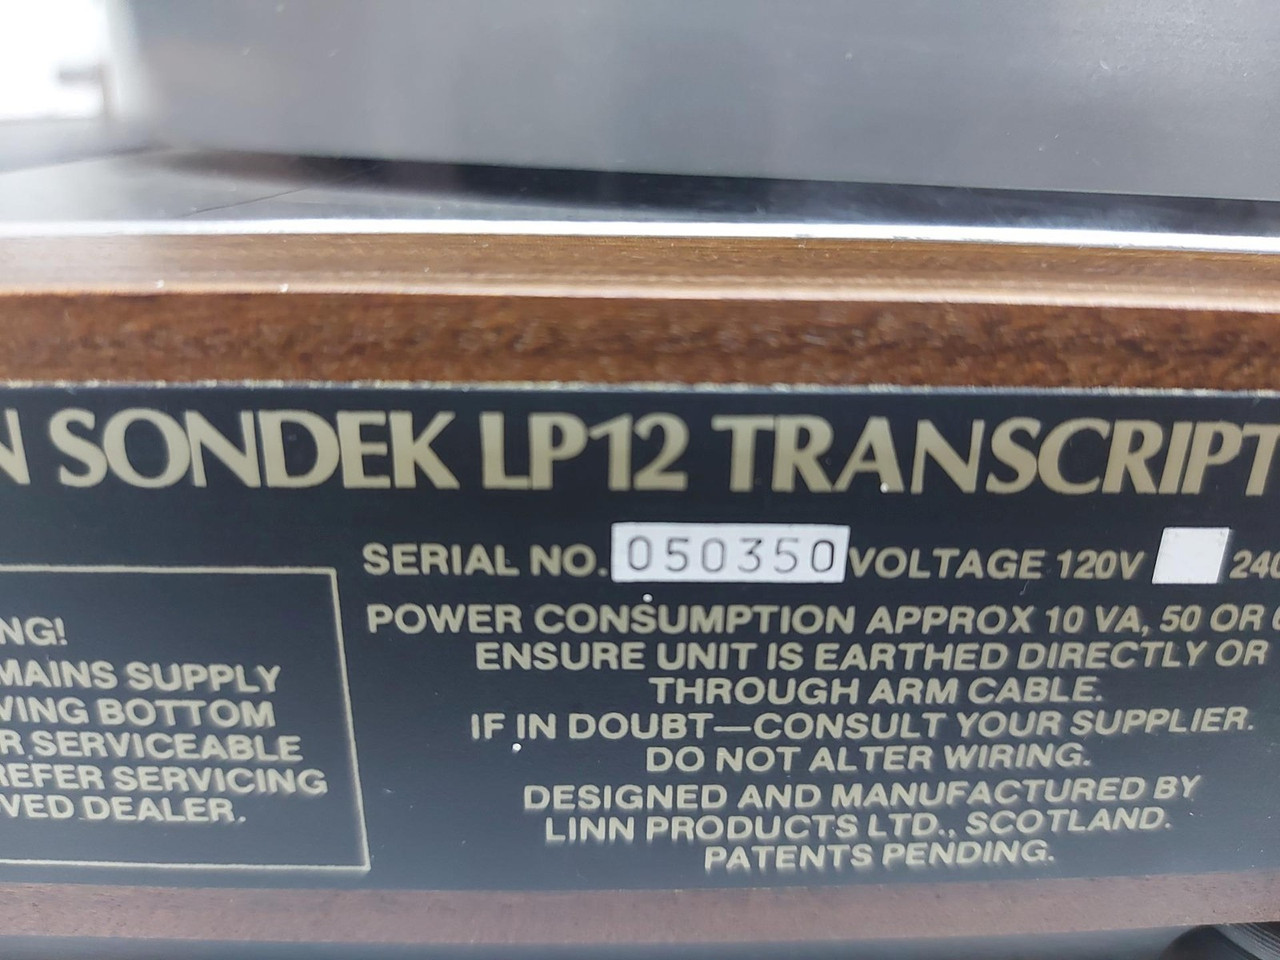 N SONDEK LP12 TRANSCRIPT
SERIAL NO. 050350 VOLTAGE 120V 240
POWER CONSUMPTION APPROX 10 VA, 50 OR 6
ENSURE UNIT IS EARTHED DIRECTLY OR
THROUGH ARM CABLE.
IF IN DOUBT—CONSULT YOUR SUPPLIER.
DO NOT ALTER WIRING.
DESIGNED AND MANUFACTURED BY
LINN PRODUCTS LTD., SCOTLAND.
PATENTS PENDING.
NG!
MAINS SUPPLY
WING BOTTOM
R SERVICEABLE
REFER SERVICING
VED DEALER.